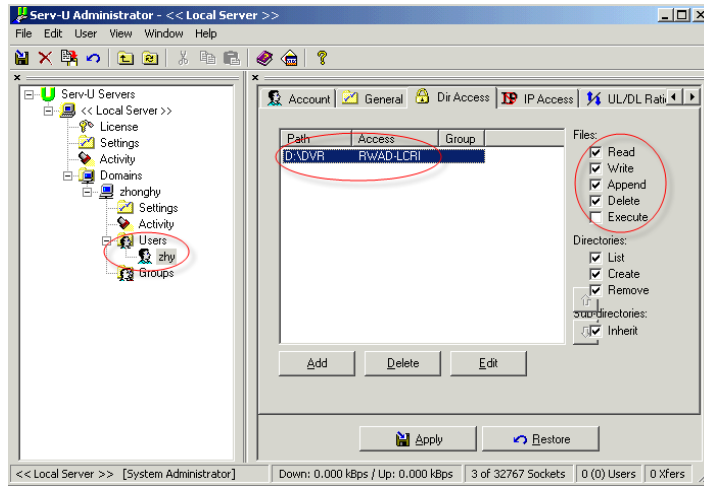 Serv-U Administrator - << Local Server >>
File Edit User View Window Help
Serv-U Servers
<< Local Server >>
License
Settings
Activity
Domains
zhonghy
Settings
Activity
Users
zhy
Groups
Account General Dir Access IP Access UL/DL Rati
Path Access Group
D:\DVR RWAD-LCRI
Files:
Read
Write
Append
Delete
Execute
Directories:
List
Create
Remove
Sub-directories:
Inherit
Add Delete Edit
Apply Restore
<< Local Server >> [System Administrator] Down: 0.000 kBps / Up: 0.000 kBps 3 of 32767 Sockets 0 (0) Users 0 Xfers